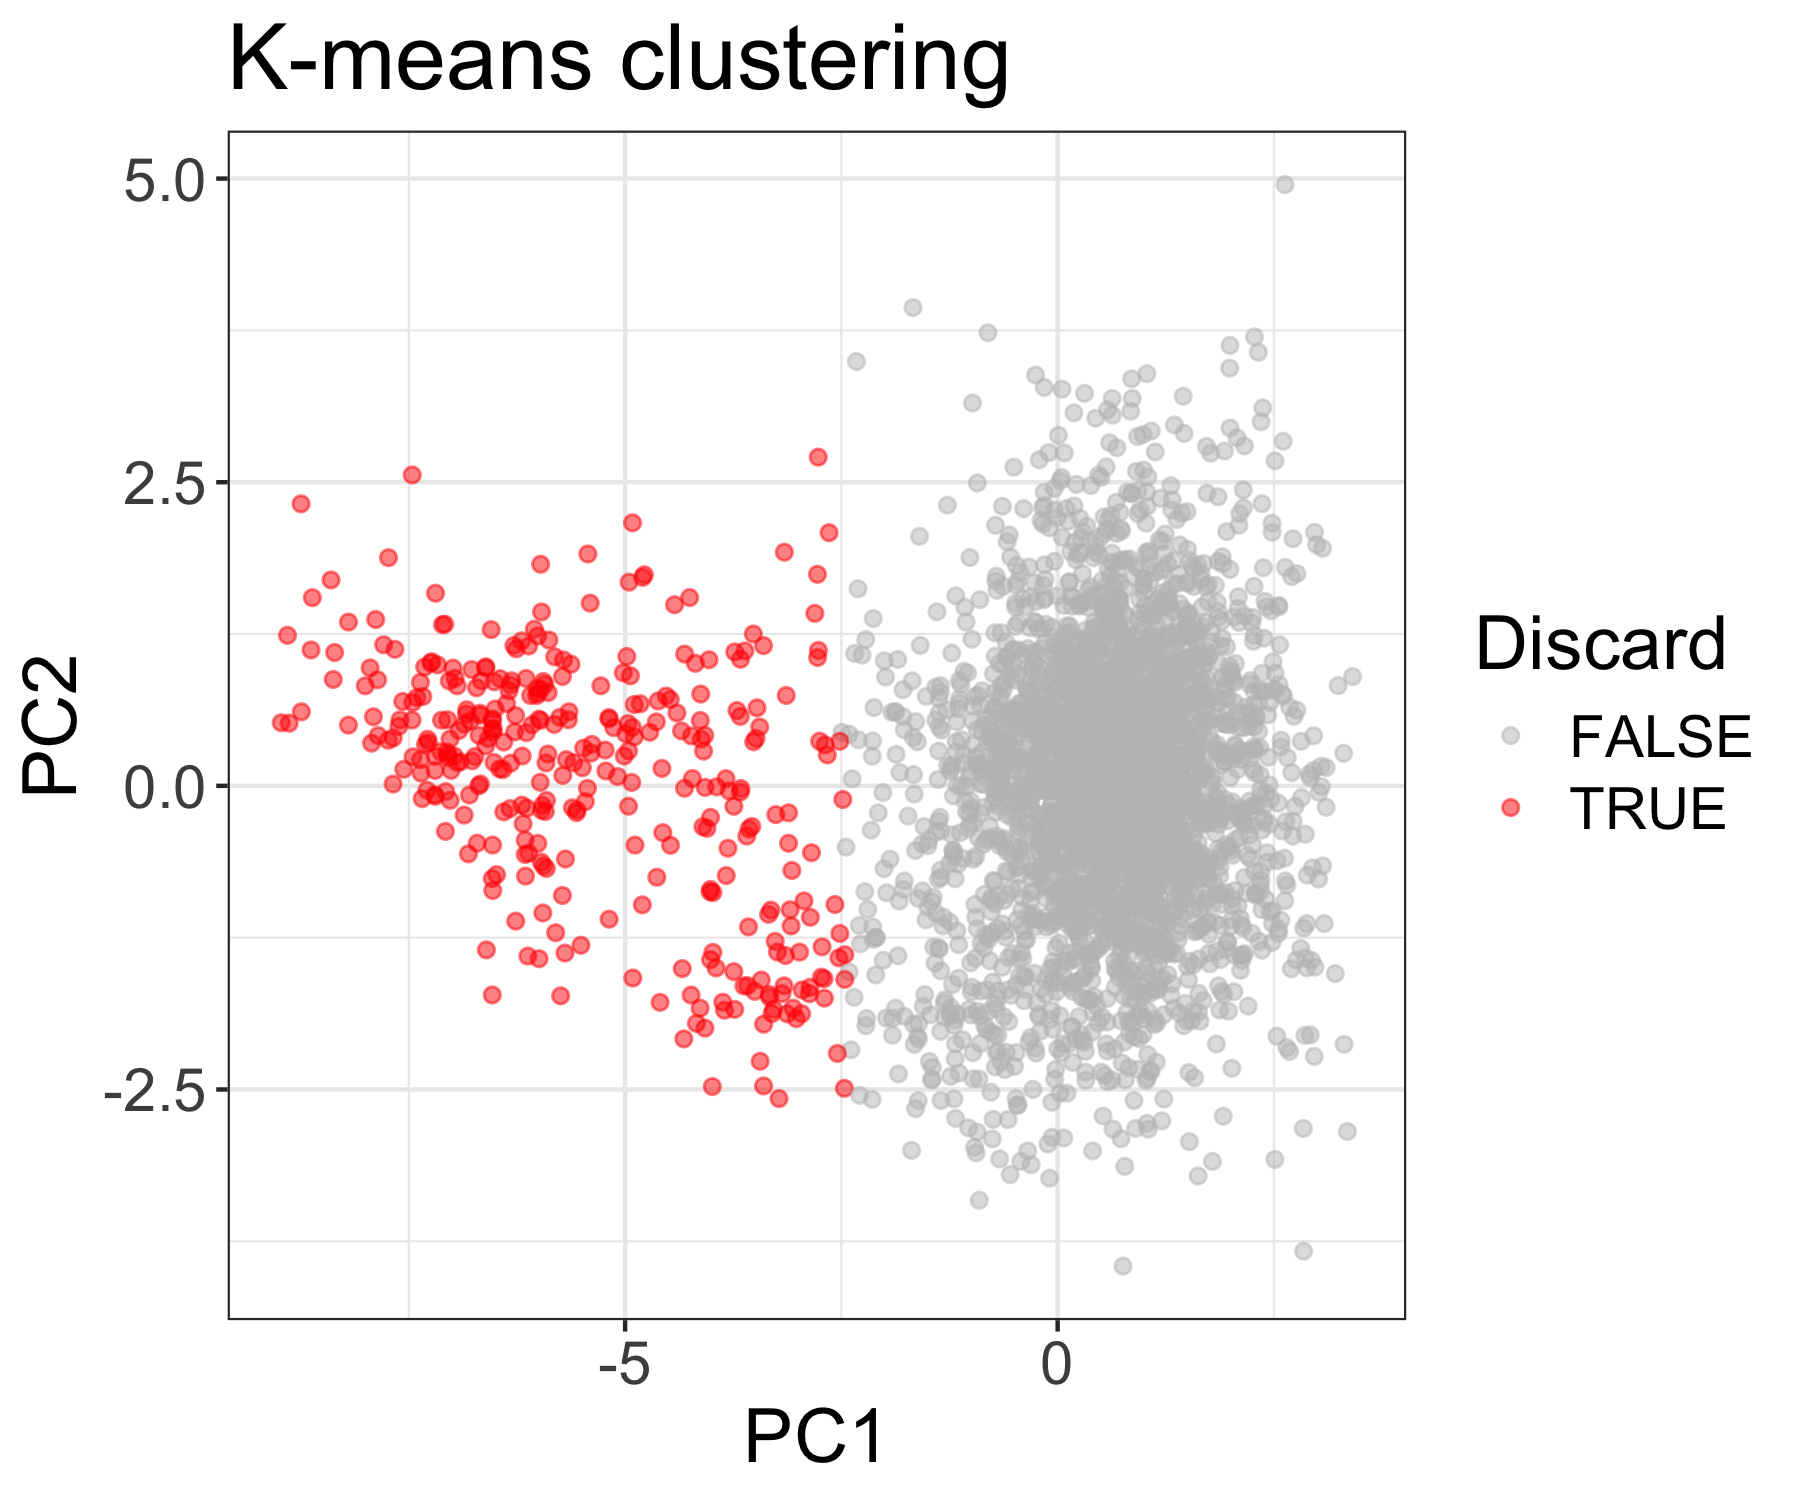 K-means clustering
5.0
2.5
0.0
-2.5
PC2
-5
0
PC1
Discard
FALSE
TRUE